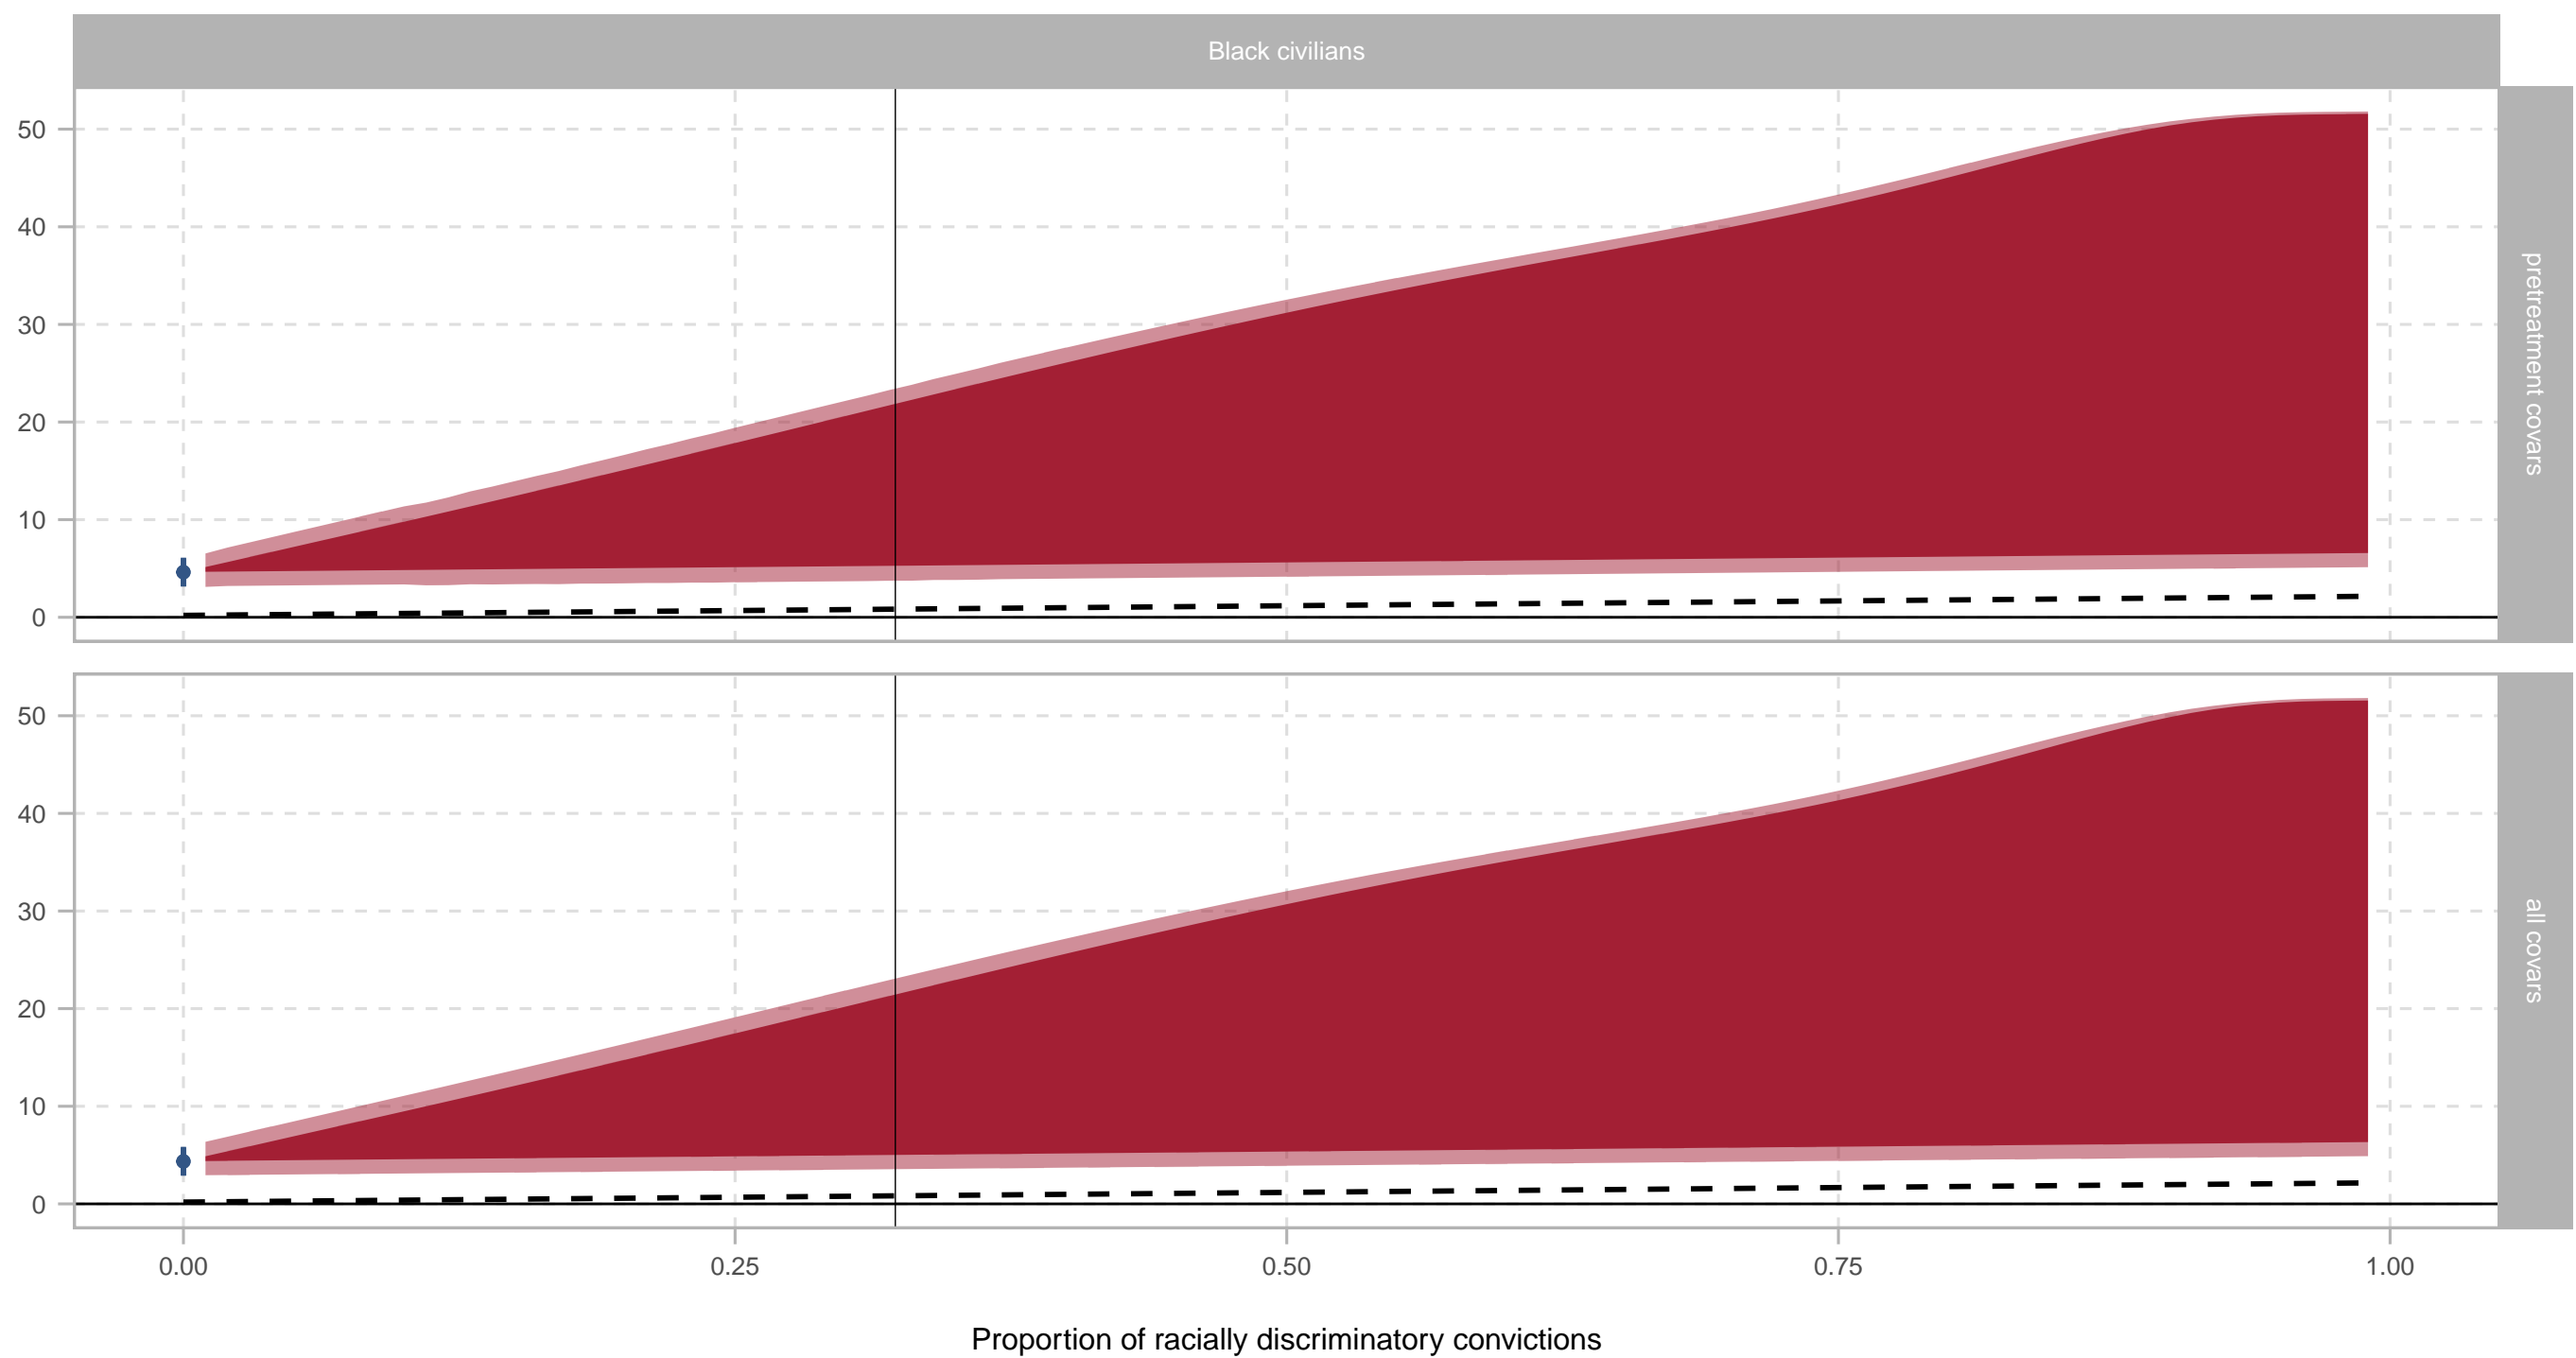 Black civilians
50
40
30
20
10
0
pretreatment covars
50
40
30
20
10
0
all covars
0.00 0.25 0.50 0.75 1.00
Proportion of racially discriminatory convictions